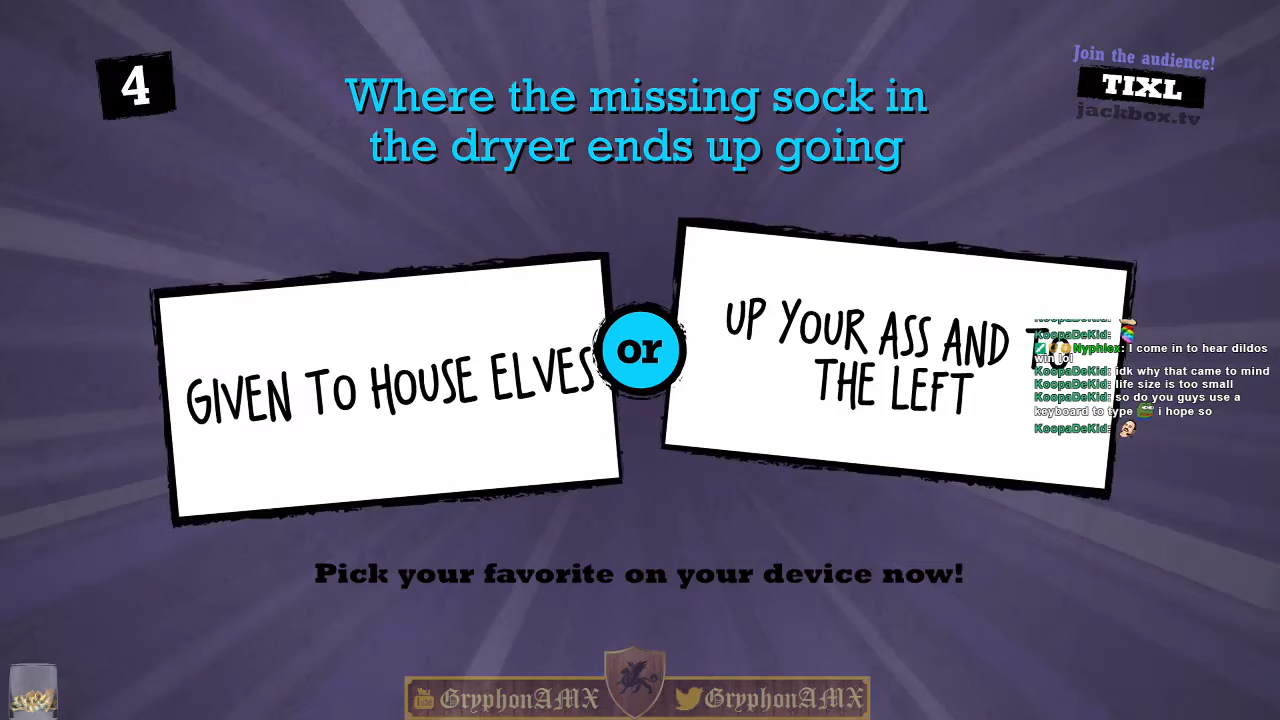 4
Where the missing sock in
the dryer ends up going
Join the audience!
TIXL
jackbox.tv
GIVEN TO HOUSE ELVES
or
UP YOUR ASS AND TO
THE LEFT
KoopaDeKid:
KoopaDeKid:
Nyphlex: I come in to hear dildos
win lol
KoopaDeKid: idk why that came to mind
KoopaDeKid: life size is too small
KoopaDeKid: so do you guys use a
keyboard to type i hope so
KoopaDeKid:
Pick your favorite on your device now!
You
Tube
GryphonAMX
GryphonAMX